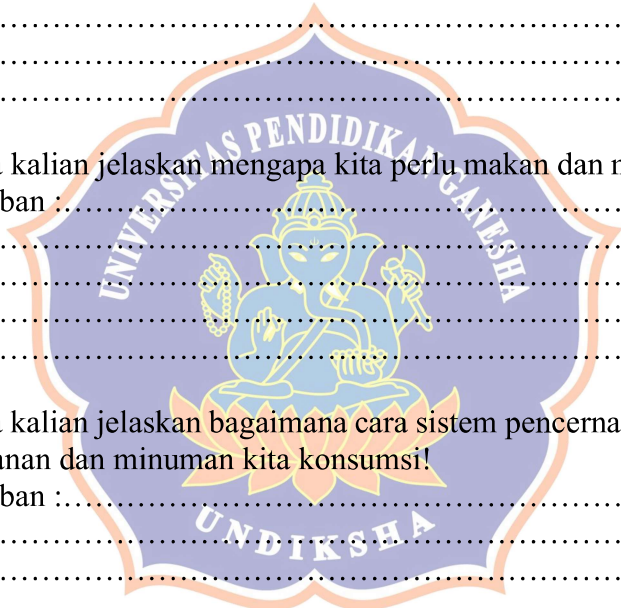 ……………………………………………………
……………………………………………………
……………………………………………………
kalian jelaskan mengapa kita perlu makan dan
ban :……………………………………………
……………………………………………………
……………………………………………………
……………………………………………………
……………………………………………………
kalian jelaskan bagaimana cara sistem pencerna
anan dan minuman kita konsumsi!
ban :……………………………………………
……………………………………………………
……………………………………………………
UNIVERSITAS PENDIDIKAN GANESHA
UNDIKSHA